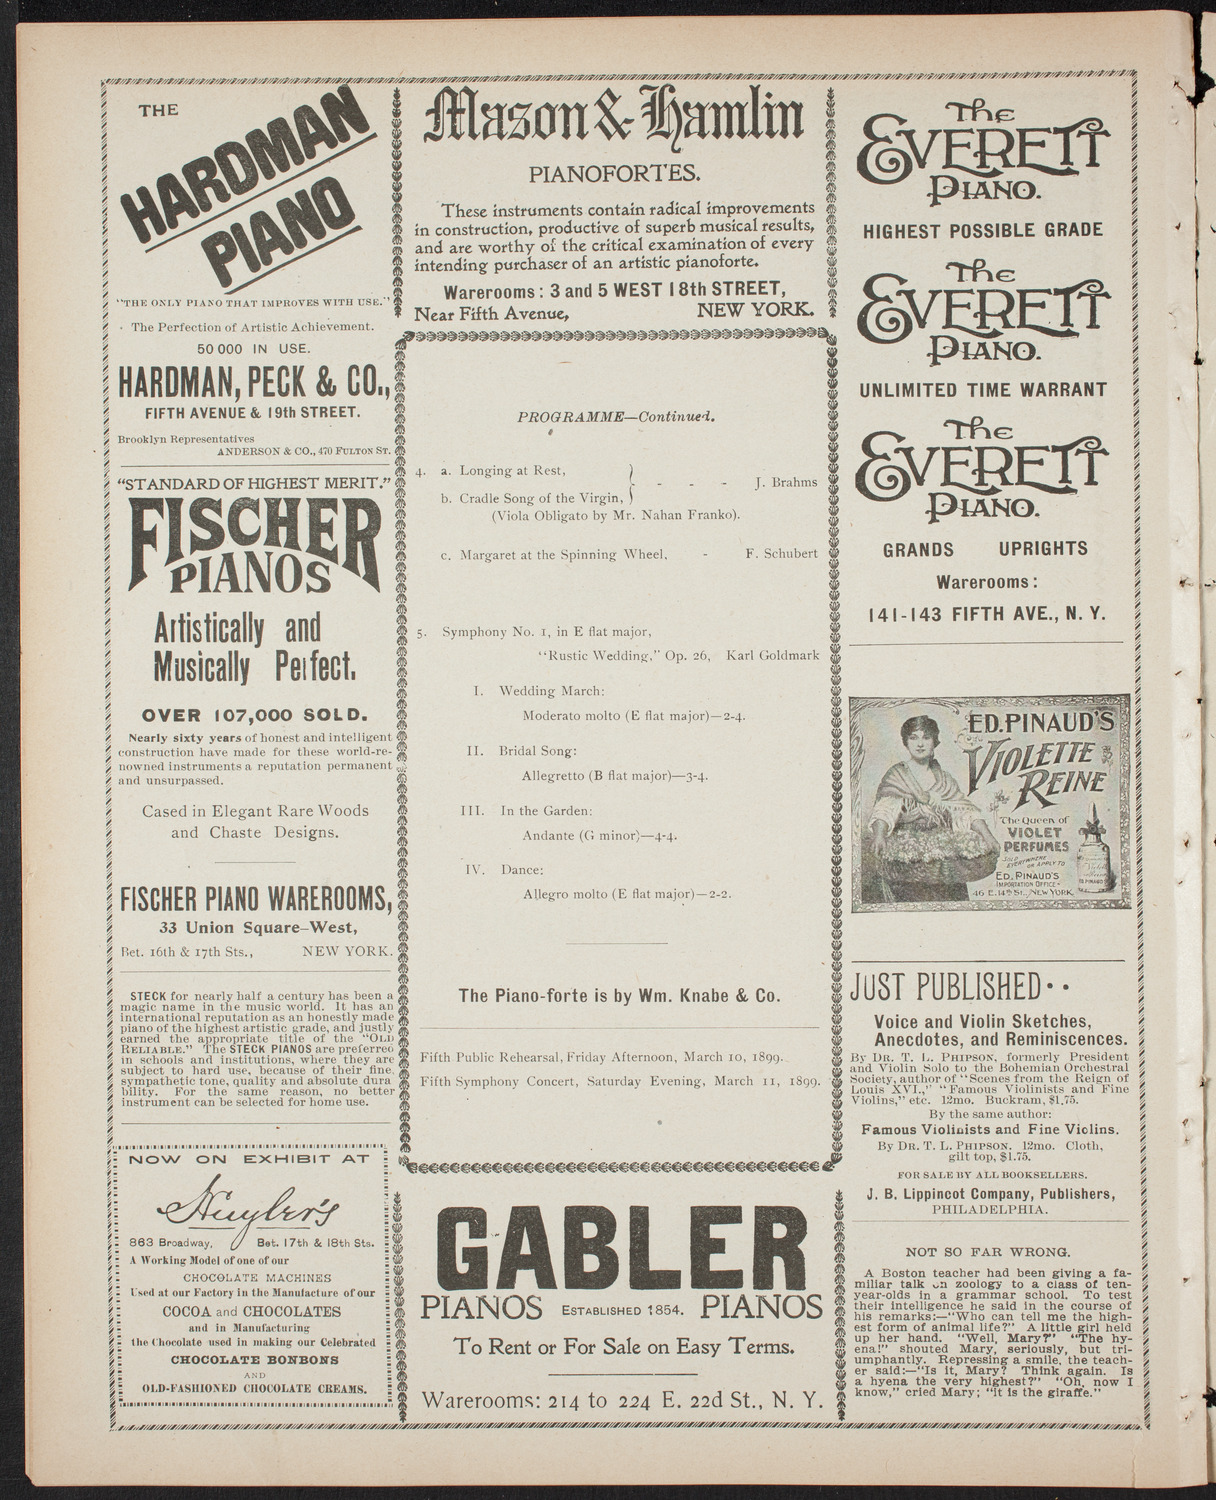 THE
HARDMAN
PIANO
"THE ONLY PIANO THAT IMPROVES WITH USE."
The Perfection of Artistic Achievement.
50 000 IN USE.
HARDMAN, PECK & CO.,
FIFTH AVENUE & 19th STREET.
Brooklyn Representatives
ANDERSON & CO., 470 FULTON ST.
"STANDARD OF HIGHEST MERIT."
FISCHER
PIANOS
Artistically and
Musically Perfect.
OVER 107,000 SOLD.
Nearly sixty years of honest and intelligent
construction have made for these world-re-
nowned instruments a reputation permanent
and unsurpassed.
Cased in Elegant Rare Woods
and Chaste Designs.
FISCHER PIANO WAREROOMS,
33 Union Square-West,
Bet. 16th & 17th Sts., NEW YORK.
STECK for nearly half a century has been a
magic name in the music world. It has an
international reputation as an honestly made
piano of the highest artistic grade, and justly
earned the appropriate title of the "OLD
RELIABLE." The STECK PIANOS are preferred
in schools and institutions, where they are
subject to hard use, because of their fine,
sympathetic tone, quality and absolute dura
bility. For the same reason, no better
instrument can be selected for home use.
NOW ON EXHIBIT AT
Huyler's
863 Broadway, Bet. 17th & 18th Sts.
A Working Model of one of our
CHOCOLATE MACHINES
Used at our Factory in the Manufacture of our
COCOA and CHOCOLATES
and in Manufacturing
the Chocolate used in making our Celebrated
CHOCOLATE BONBONS
AND
OLD-FASHIONED CHOCOLATE CREAMS.
Mason & Hamlin
PIANOFORTES.
These instruments contain radical improvements
in construction, productive of superb musical results,
and are worthy of the critical examination of every
intending purchaser of an artistic pianoforte.
Warerooms: 3 and 5 WEST 18th STREET,
Near Fifth Avenue, NEW YORK.
PROGRAMME—Continued.
4. a. Longing at Rest,
- - - J. Brahms
b. Cradle Song of the Virgin,
(Viola Obligato by Mr. Nahan Franko).
c. Margaret at the Spinning Wheel, - F. Schubert
5. Symphony No. 1, in E flat major,
"Rustic Wedding," Op. 26, Karl Goldmark
I. Wedding March:
Moderato molto (E flat major)—2-4.
II. Bridal Song:
Allegretto (B flat major)—3-4.
III. In the Garden:
Andante (G minor)—4-4.
IV. Dance:
Allegro molto (E flat major)—2-2.
The Piano-forte is by Wm. Knabe & Co.
Fifth Public Rehearsal, Friday Afternoon, March 10, 1899.
Fifth Symphony Concert, Saturday Evening, March 11, 1899.
GABLER
PIANOS ESTABLISHED 1854. PIANOS
To Rent or For Sale on Easy Terms.
Warerooms: 214 to 224 E. 22d St., N. Y.
The
EVERETT
PIANO.
HIGHEST POSSIBLE GRADE
The
EVERETT
PIANO.
UNLIMITED TIME WARRANT
The
EVERETT
PIANO.
GRANDS UPRIGHTS
Warerooms:
141-143 FIFTH AVE., N. Y.
ED. PINAUD'S
VIOLETTE
REINE
The Queen of
VIOLET
PERFUMES
SOLD EVERYWHERE
OR APPLY TO
ED. PINAUD'S
IMPORTATION OFFICE-
46 E. 14TH St., NEW YORK
JUST PUBLISHED··
Voice and Violin Sketches,
Anecdotes, and Reminiscences.
By DR. T. L. PHIPSON, formerly President
and Violin Solo to the Bohemian Orchestral
Society, author of "Scenes from the Reign of
Louis XVI.," "Famous Violinists and Fine
Violins," etc. 12mo. Buckram, $1.75.
By the same author:
Famous Violinists and Fine Violins.
By DR. T. L. PHIPSON. 12mo. Cloth,
gilt top, $1.75.
FOR SALE BY ALL BOOKSELLERS.
J. B. Lippincot Company, Publishers,
PHILADELPHIA.
NOT SO FAR WRONG.
A Boston teacher had been giving a fa-
miliar talk on zoology to a class of ten-
year-olds in a grammar school. To test
their intelligence he said in the course of
his remarks:—"Who can tell me the high-
est form of animal life?" A little girl held
up her hand. "Well, Mary?" "The hy-
ena!" shouted Mary, seriously, but tri-
umphantly. Repressing a smile, the teach-
er said:—"Is it, Mary? Think again. Is
a hyena the very highest?" "Oh, now I
know," cried Mary; "it is the giraffe."